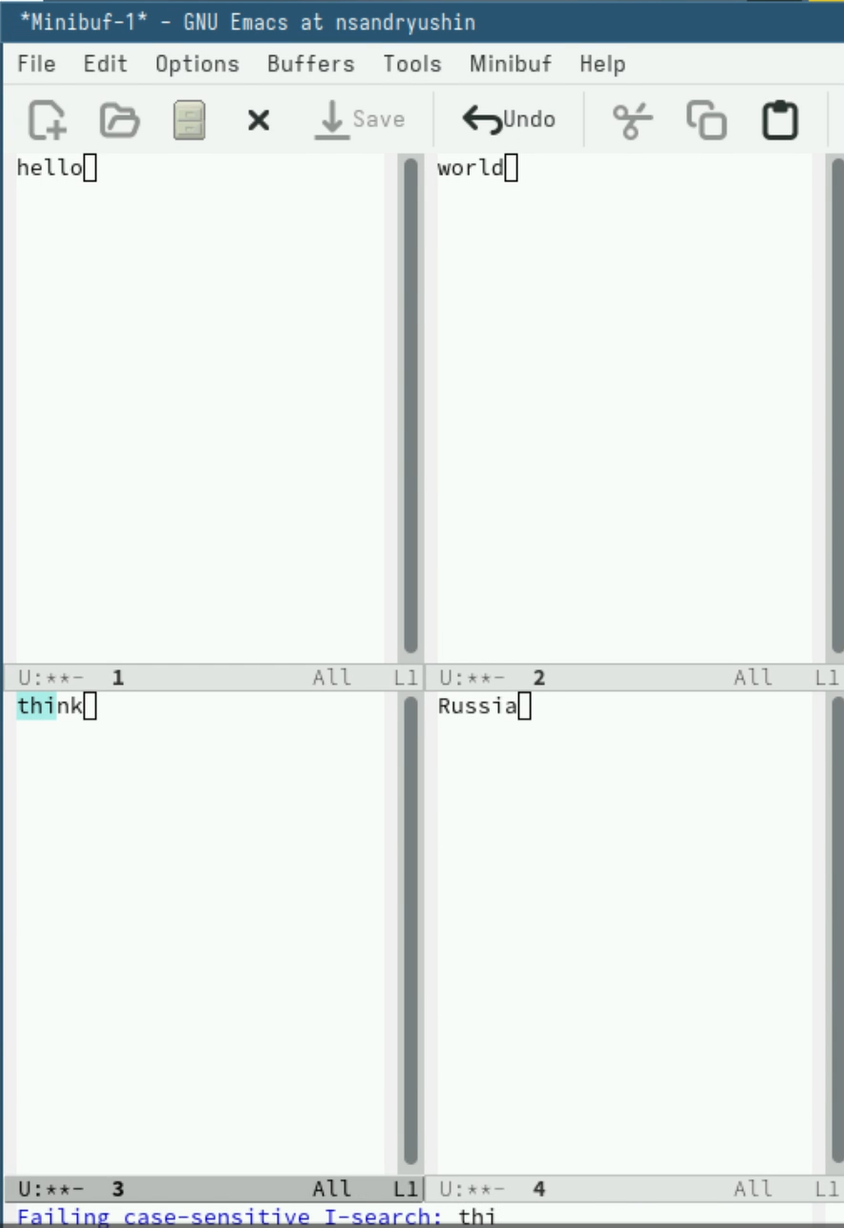 *Minibuf-1* - GNU Emacs at nsandryushin
File Edit Options Buffers Tools Minibuf Help
Save Undo
hello
world
U:**- 1 All L1
U:**- 2 All L1
think
Russia
U:**- 3 All L1
U:**- 4 All L1
Failing case-sensitive I-search: thi